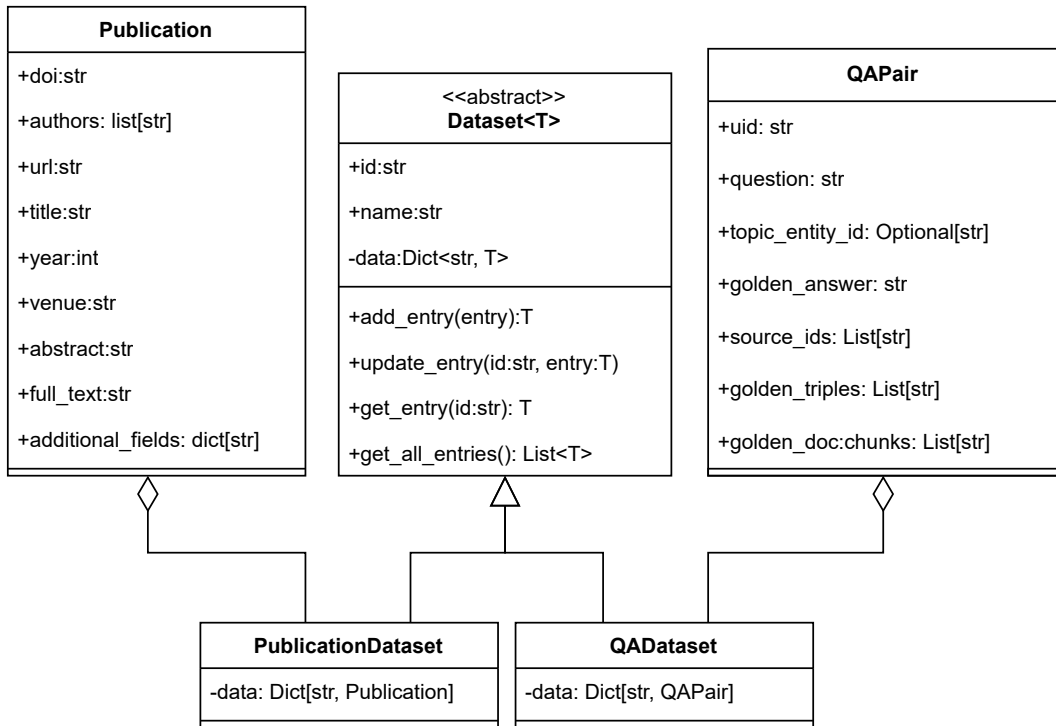 Publication
+doi:str
+authors: list[str]
+url:str
+title:str
+year:int
+venue:str
+abstract:str
+full_text:str
+additional_fields: dict[str]
<<abstract>>
Dataset<T>
+id:str
+name:str
-data:Dict<str, T>
+add_entry(entry):T
+update_entry(id:str, entry:T)
+get_entry(id:str): T
+get_all_entries(): List<T>
QAPair
+uid: str
+question: str
+topic_entity_id: Optional[str]
+golden_answer: str
+source_ids: List[str]
+golden_triples: List[str]
+golden_doc:chunks: List[str]
PublicationDataset
-data: Dict[str, Publication]
QADataset
-data: Dict[str, QAPair]